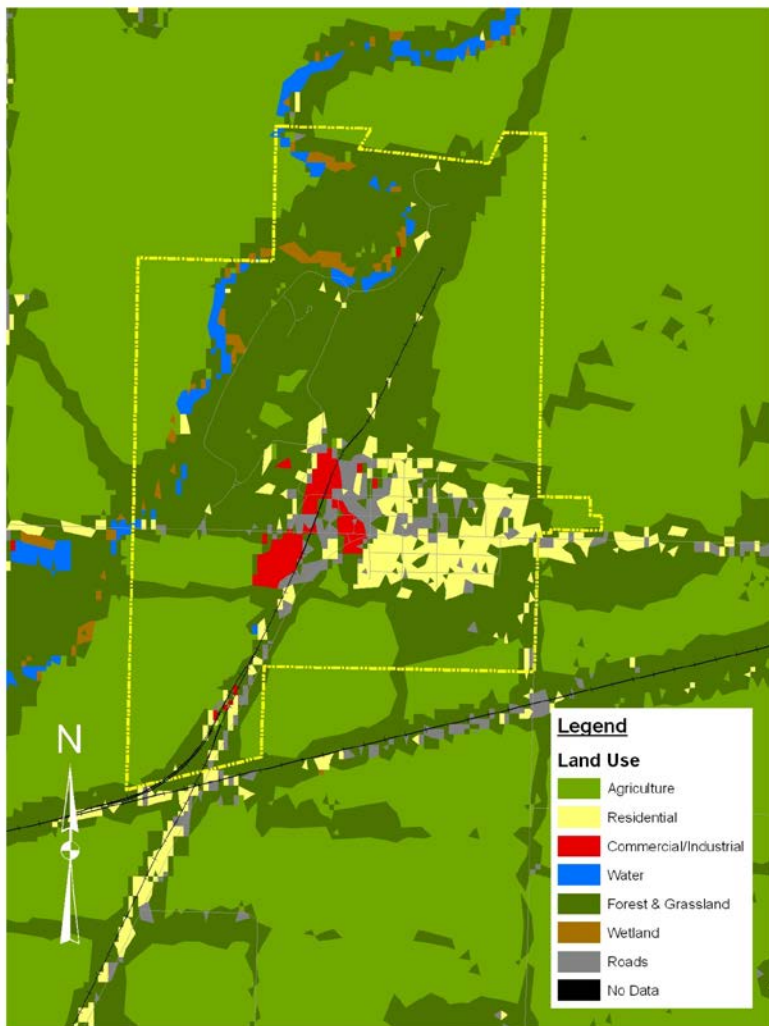 N
Legend
Land Use
Agriculture
Residential
Commercial/Industrial
Water
Forest & Grassland
Wetland
Roads
No Data